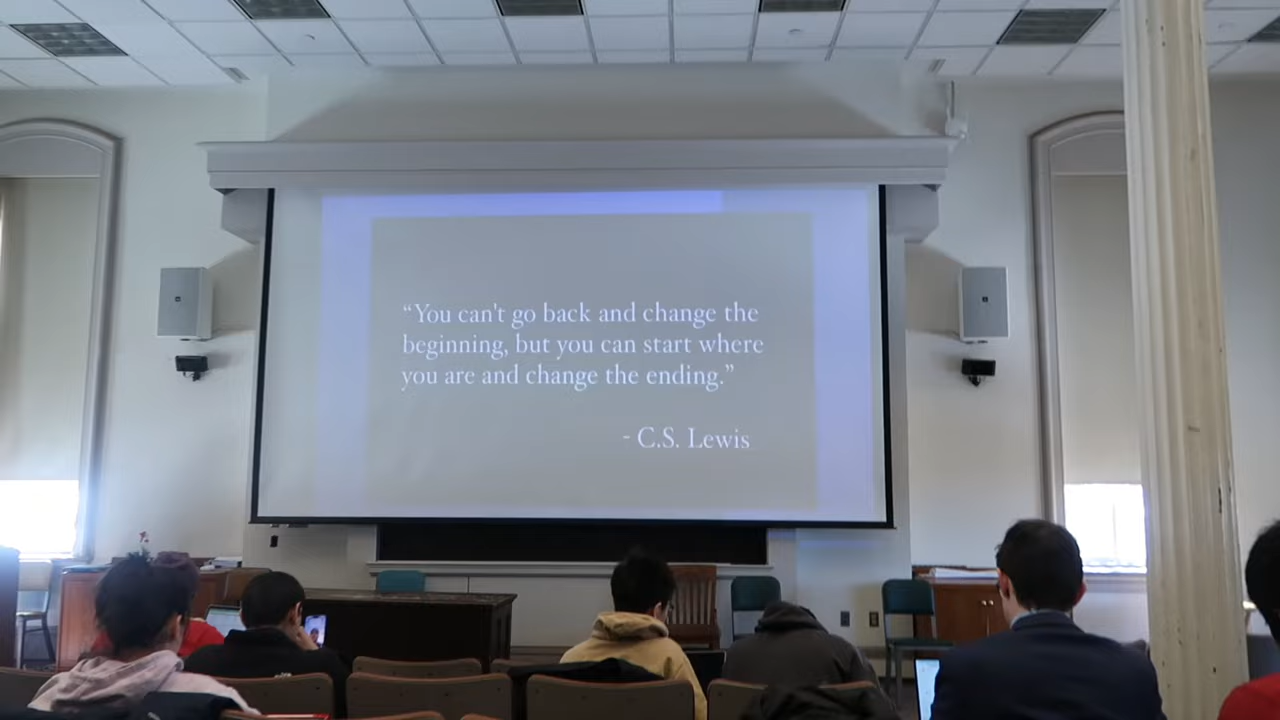 “You can't go back and change the
beginning, but you can start where
you are and change the ending.”
- C.S. Lewis